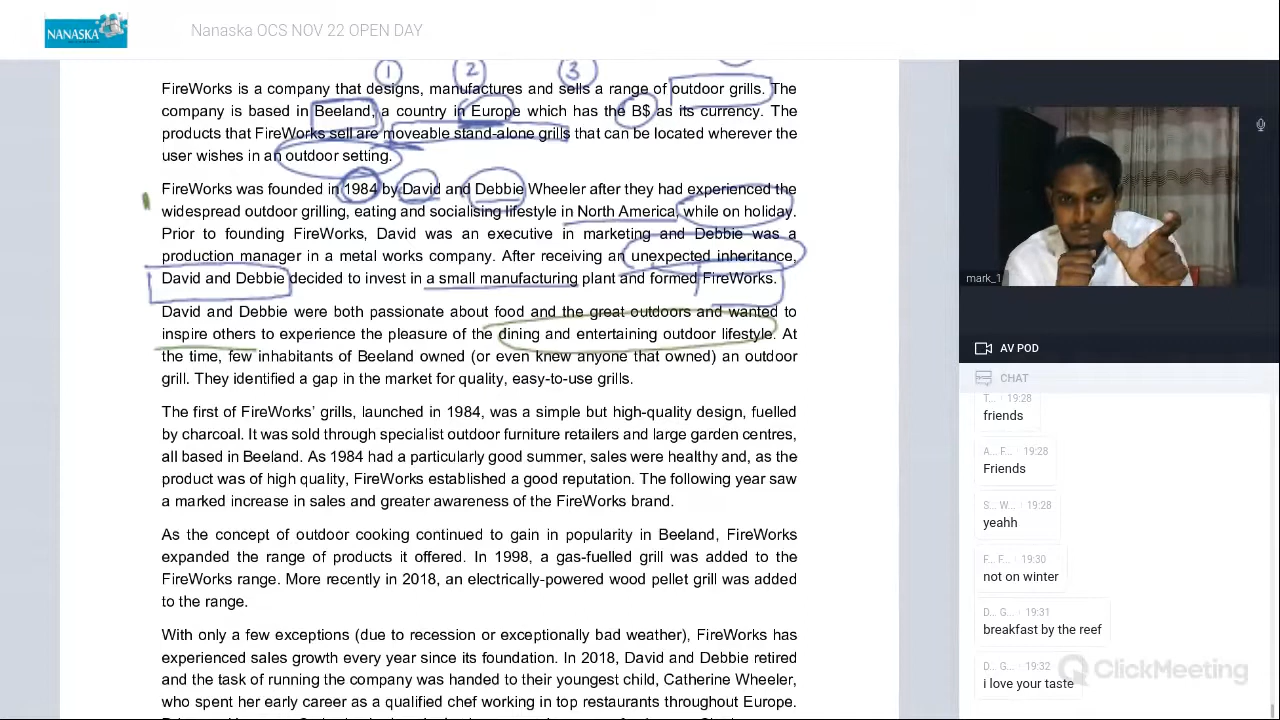 NANASKA
Nanaska OCS NOV 22 OPEN DAY
1 2 3
FireWorks is a company that designs, manufactures and sells a range of outdoor grills. The
company is based in Beeland, a country in Europe which has the B$ as its currency. The
products that FireWorks sell are moveable stand-alone grills that can be located wherever the
user wishes in an outdoor setting.
FireWorks was founded in 1984 by David and Debbie Wheeler after they had experienced the
widespread outdoor grilling, eating and socialising lifestyle in North America, while on holiday.
Prior to founding FireWorks, David was an executive in marketing and Debbie was a
production manager in a metal works company. After receiving an unexpected inheritance,
David and Debbie decided to invest in a small manufacturing plant and formed FireWorks.
David and Debbie were both passionate about food and the great outdoors and wanted to
inspire others to experience the pleasure of the dining and entertaining outdoor lifestyle. At
the time, few inhabitants of Beeland owned (or even knew anyone that owned) an outdoor
grill. They identified a gap in the market for quality, easy-to-use grills.
The first of FireWorks' grills, launched in 1984, was a simple but high-quality design, fuelled
by charcoal. It was sold through specialist outdoor furniture retailers and large garden centres,
all based in Beeland. As 1984 had a particularly good summer, sales were healthy and, as the
product was of high quality, FireWorks established a good reputation. The following year saw
a marked increase in sales and greater awareness of the FireWorks brand.
As the concept of outdoor cooking continued to gain in popularity in Beeland, FireWorks
expanded the range of products it offered. In 1998, a gas-fuelled grill was added to the
FireWorks range. More recently in 2018, an electrically-powered wood pellet grill was added
to the range.
With only a few exceptions (due to recession or exceptionally bad weather), FireWorks has
experienced sales growth every year since its foundation. In 2018, David and Debbie retired
and the task of running the company was handed to their youngest child, Catherine Wheeler,
who spent her early career as a qualified chef working in top restaurants throughout Europe.
mark_1
AV POD
CHAT
T... 19:28
friends
A... F... 19:28
Friends
S... W... 19:28
yeahh
F... F... 19:30
not on winter
D... G... 19:31
breakfast by the reef
D... G... 19:32
i love your taste
ClickMeeting